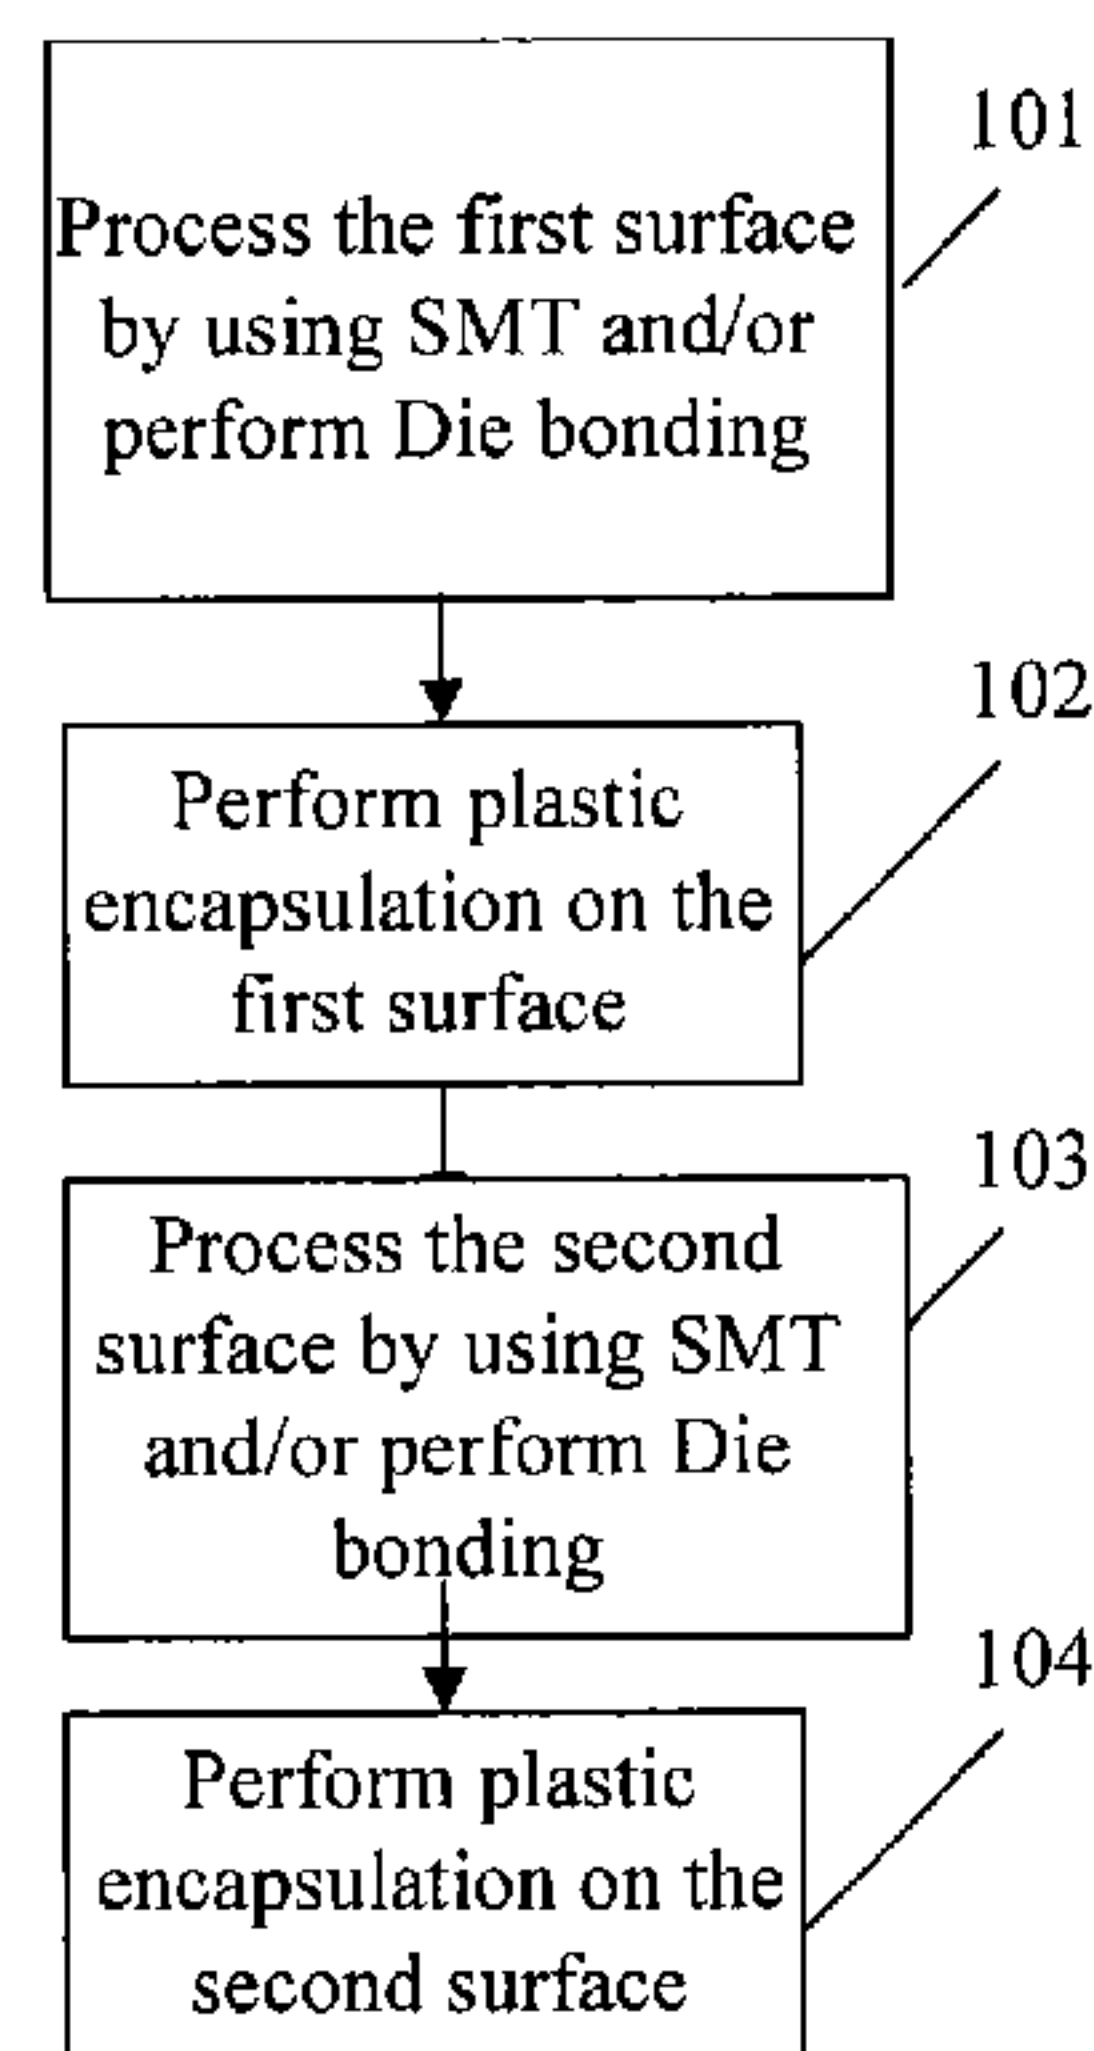 101
Process the first surface
by using SMT and/or
perform Die bonding
102
Perform plastic
encapsulation on the
first surface
103
Process the second
surface by using SMT
and/or perform Die
bonding
104
Perform plastic
encapsulation on the
second surface